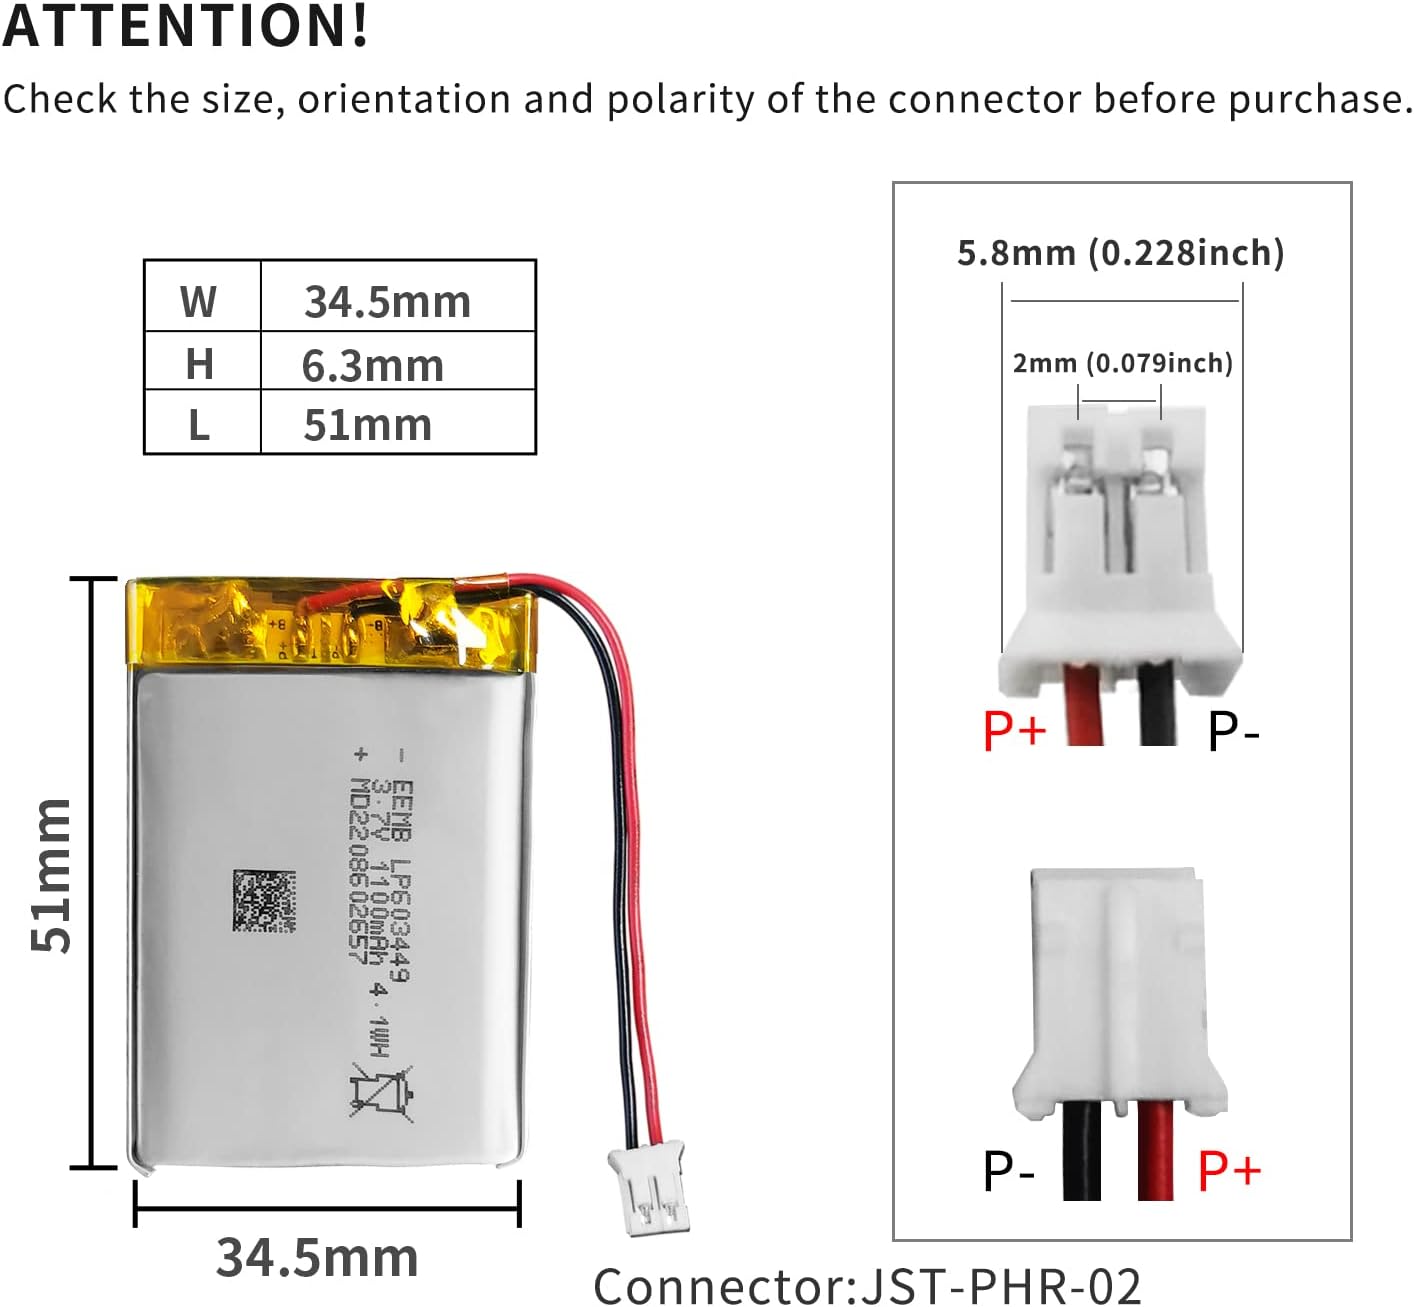 ATTENTION!
Check the size, orientation and polarity of the connector before purchase.
W 34.5mm
H 6.3mm
L 51mm
5.8mm (0.228inch)
2mm (0.079inch)
P+ P-
P- P+
B+ B-
P+
- EEMB LP603449
3.7V 1100mAh 4.1WH
+ MD2208602657
51mm
34.5mm
Connector:JST-PHR-02